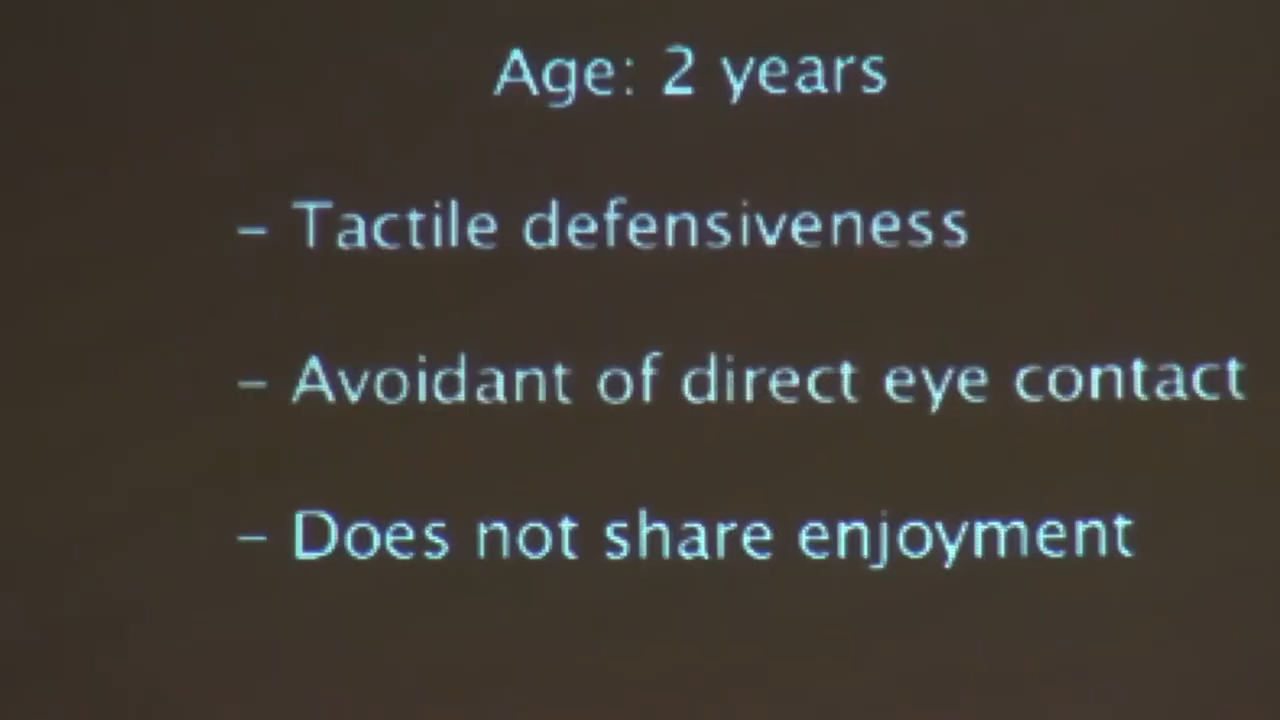 Age: 2 years
– Tactile defensiveness
– Avoidant of direct eye contact
– Does not share enjoyment